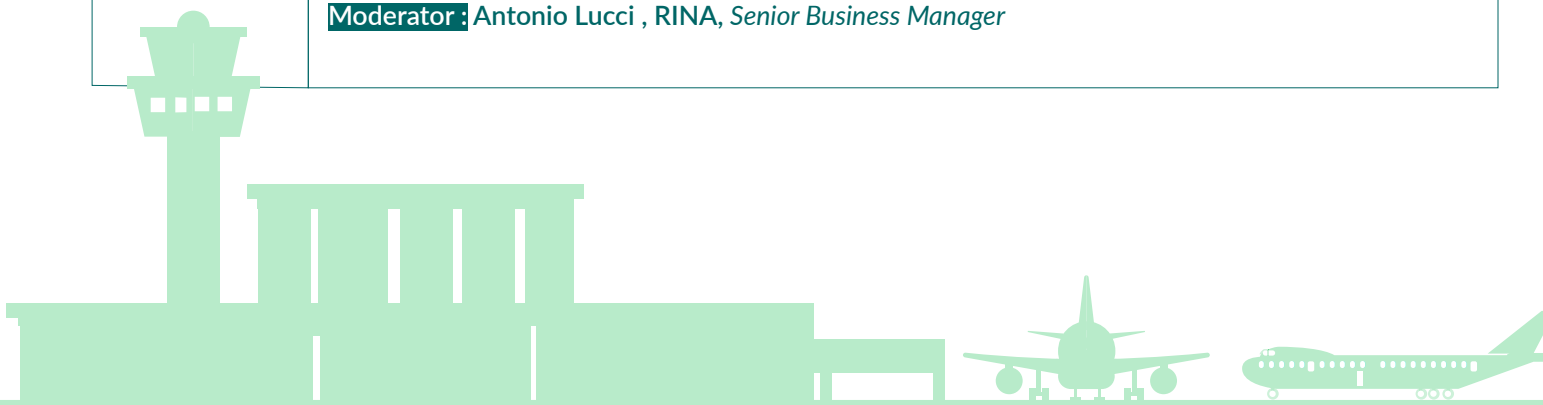 Moderator : Antonio Lucci , RINA, Senior Business Manager